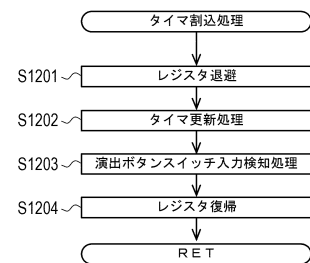 タイマ割込処理
S1201 レジスタ退避
S1202 タイマ更新処理
S1203 演出ボタンスイッチ入力検知処理
S1204 レジスタ復帰
RET